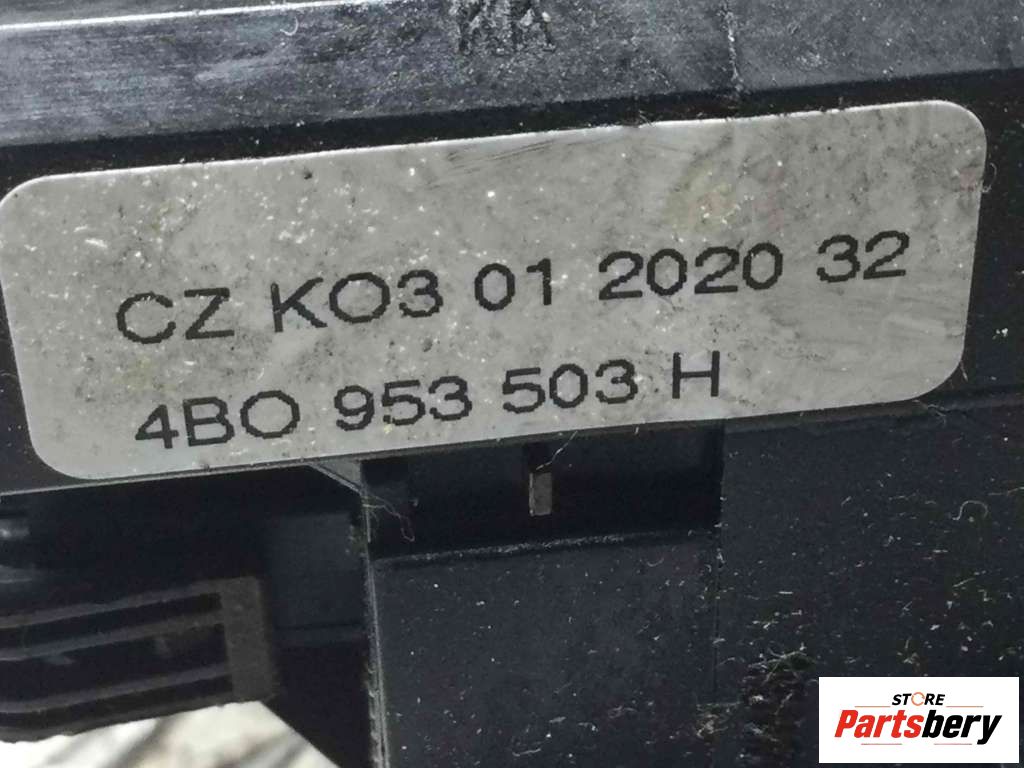 CZ KO3 01 2020 32
4BO 953 503 H
STORE
Partsbery